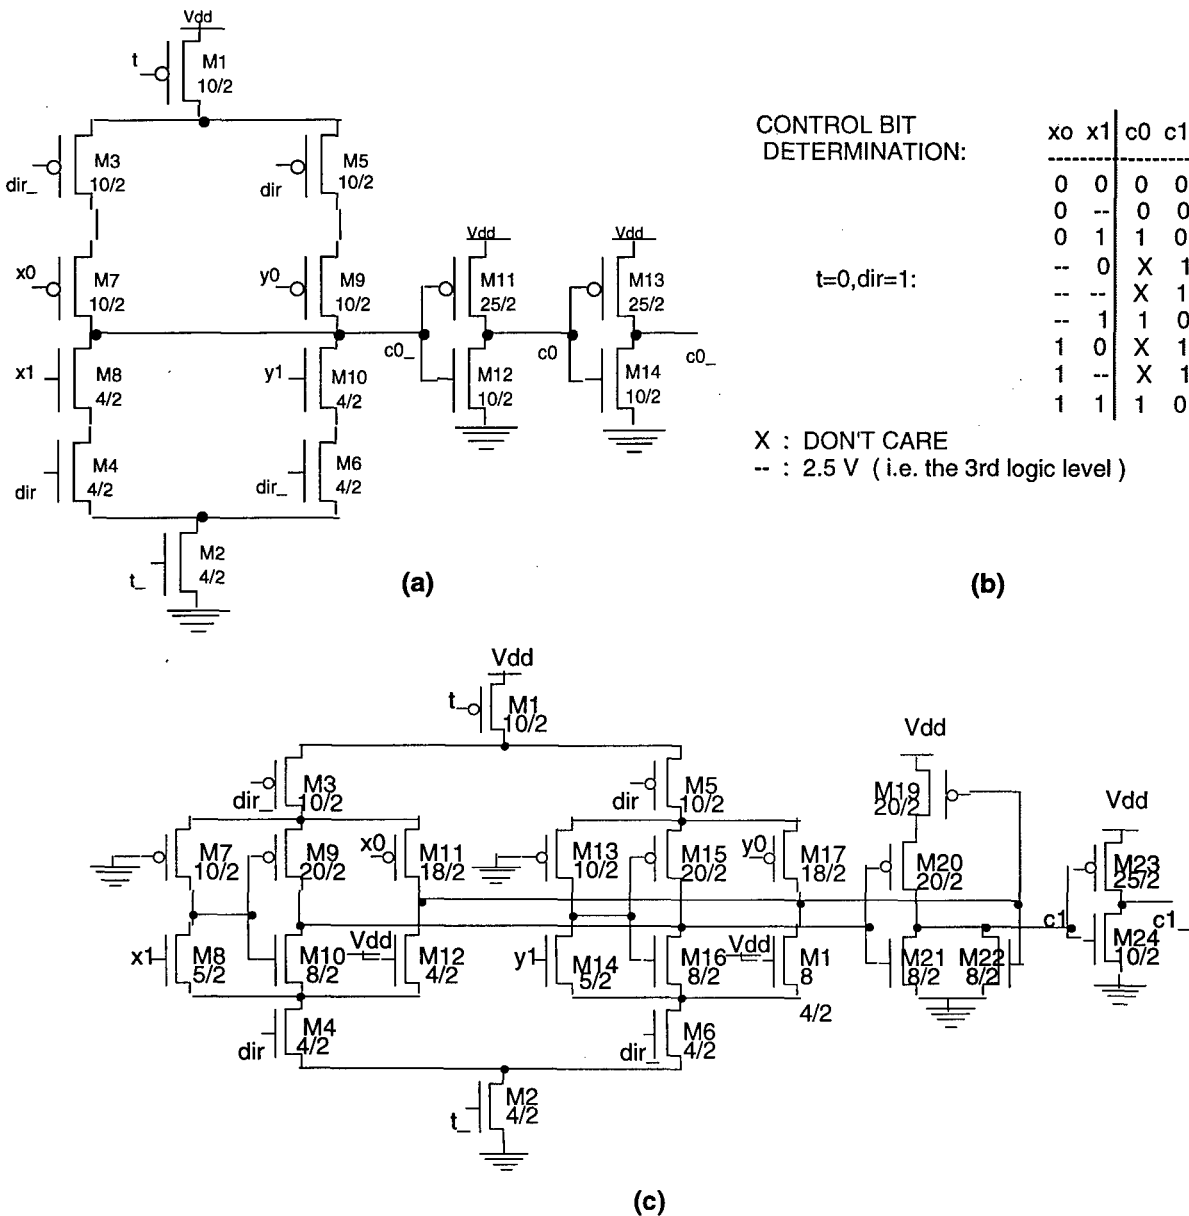 Vdd
t
M1
10/2
M3
10/2
dir_
M5
10/2
dir
x0
M7
10/2
y0
M9
10/2
Vdd
M11
25/2
Vdd
M13
25/2
c0_
c0
c0_
x1
M8
4/2
y1
M10
4/2
M12
10/2
M14
10/2
M4
4/2
dir
M6
4/2
dir_
M2
4/2
t_
(a)
CONTROL BIT
DETERMINATION:
t=0,dir=1:
xo x1 c0 c1
0 0 0 0
0 -- 0 0
0 1 1 0
-- 0 X 1
-- -- X 1
-- 1 1 0
1 0 X 1
1 -- X 1
1 1 1 0
X : DON'T CARE
-- : 2.5 V ( i.e. the 3rd logic level )
(b)
Vdd
t
M1
10/2
M3
10/2
dir_
M5
10/2
dir
Vdd
M19
20/2
Vdd
M7
10/2
M9
20/2
x0
M11
18/2
M13
10/2
M15
20/2
y0
M17
18/2
M20
20/2
M23
25/2
c1
c1_
x1
M8
5/2
M10
8/2
Vdd
M12
4/2
y1
M14
5/2
M16
8/2
Vdd
M1
8
4/2
M21
8/2
M22
8/2
M24
10/2
M4
4/2
dir
M6
4/2
dir_
M2
4/2
t_
(c)